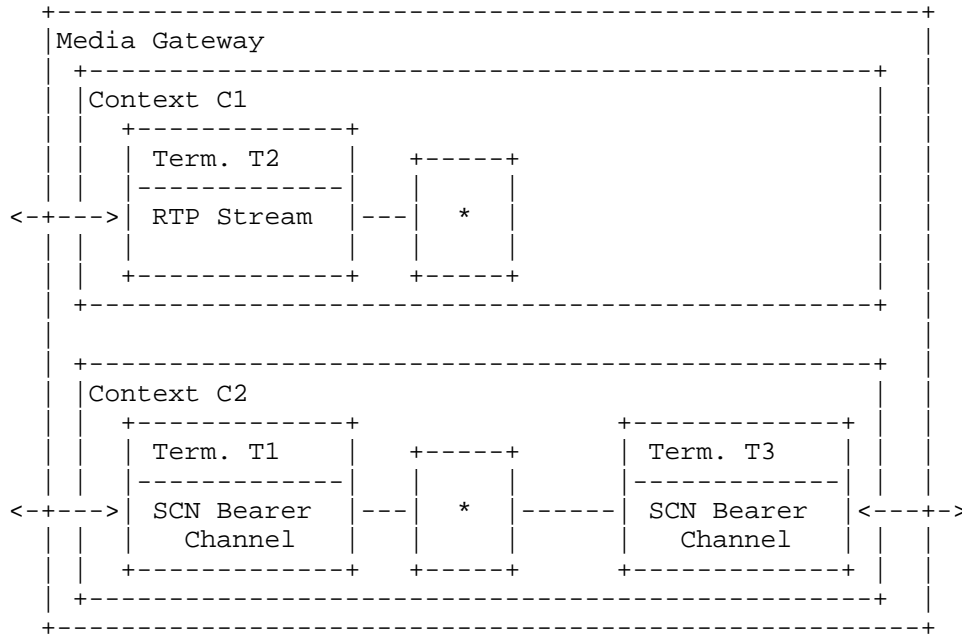 Media Gateway
Context C1
Term. T2
RTP Stream
*
Context C2
Term. T1
SCN Bearer
Channel
*
Term. T3
SCN Bearer
Channel